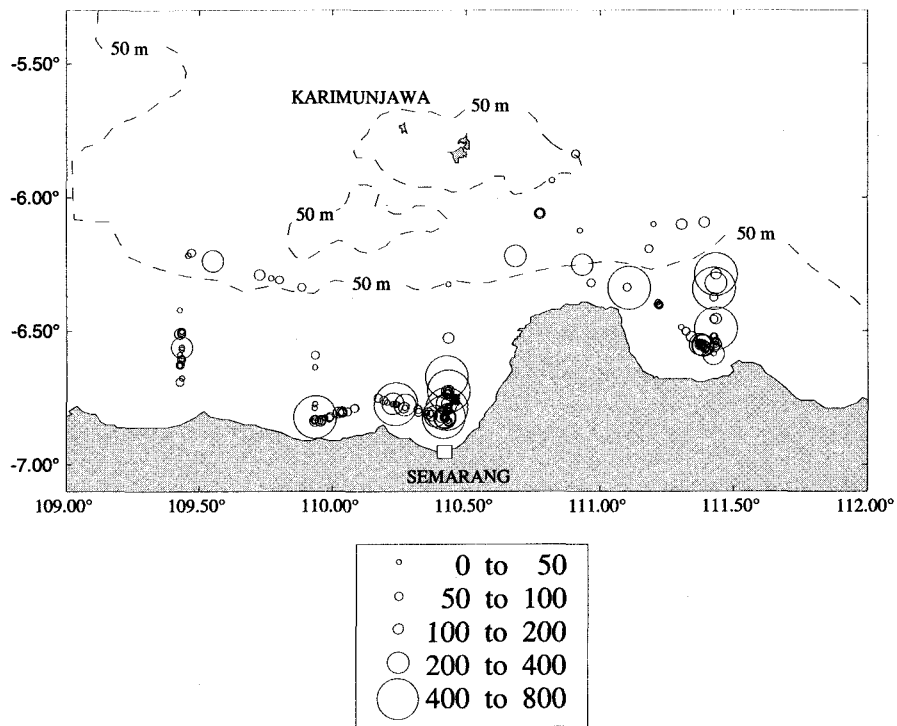 50 m
-5.50°
KARIMUNJAWA
50 m
-6.00°
50 m
50 m
50 m
-6.50°
-7.00°
SEMARANG
109.00° 109.50° 110.00° 110.50° 111.00° 111.50° 112.00°
0 to 50
50 to 100
100 to 200
200 to 400
400 to 800